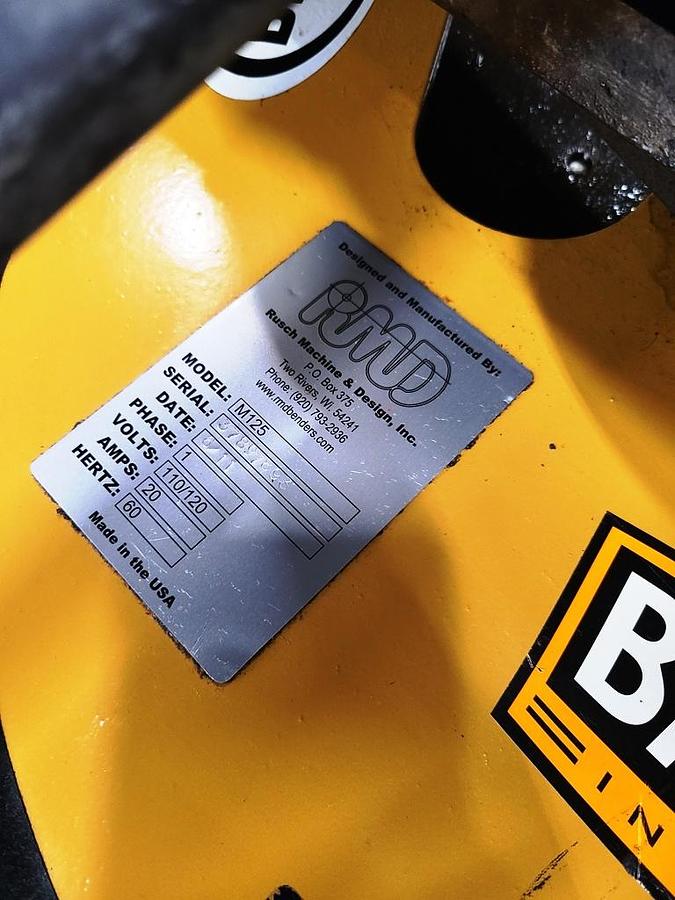 Designed and Manufactured By:
RMD
Rusch Machine & Design, Inc.
P.O. Box 375
Two Rivers, Wi. 54241
Phone: (920) 793-2936
www.rmdbenders.com
MODEL: M125
SERIAL:
DATE:
PHASE: 1
VOLTS: 110/120
AMPS: 20
HERTZ: 60
Made in the USA
B
IN